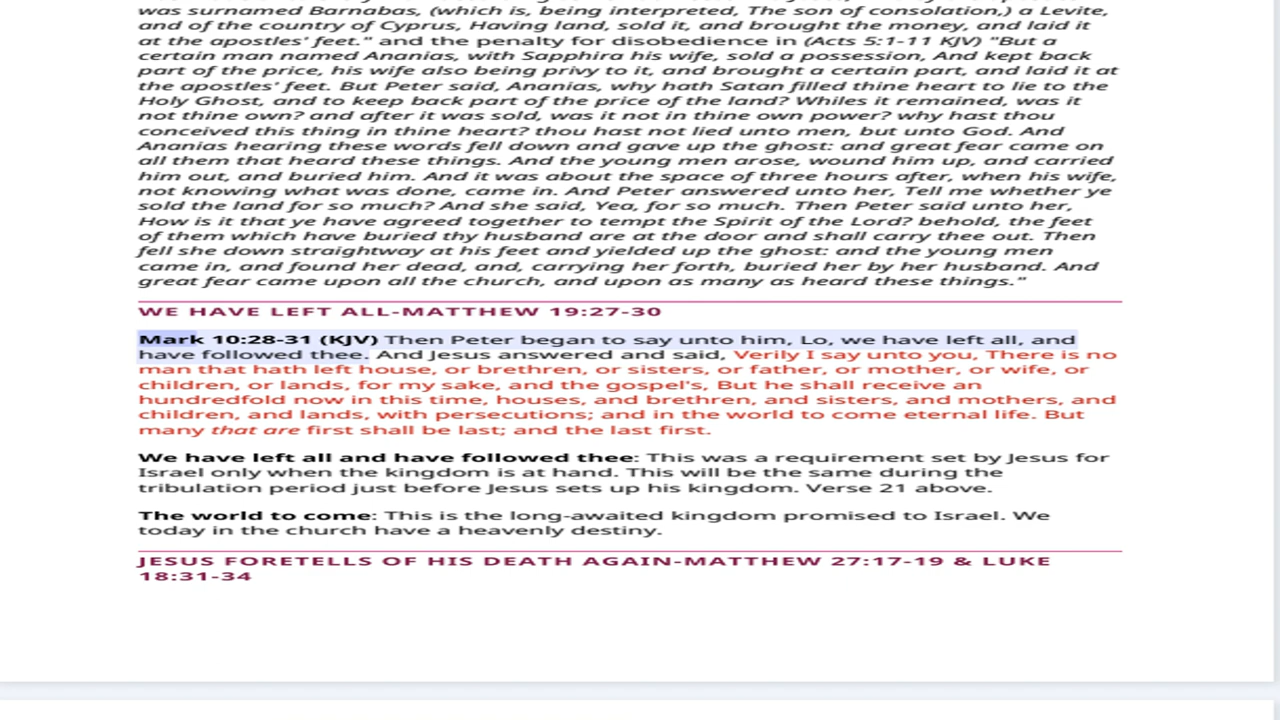 was surnamed Barnabas, (which is, being interpreted, The son of consolation,) a Levite,
and of the country of Cyprus, Having land, sold it, and brought the money, and laid it
at the apostles' feet." and the penalty for disobedience in (Acts 5:1-11 KJV) "But a
certain man named Ananias, with Sapphira his wife, sold a possession, And kept back
part of the price, his wife also being privy to it, and brought a certain part, and laid it at
the apostles' feet. But Peter said, Ananias, why hath Satan filled thine heart to lie to the
Holy Ghost, and to keep back part of the price of the land? Whiles it remained, was it
not thine own? and after it was sold, was it not in thine own power? why hast thou
conceived this thing in thine heart? thou hast not lied unto men, but unto God. And
Ananias hearing these words fell down and gave up the ghost: and great fear came on
all them that heard these things. And the young men arose, wound him up, and carried
him out, and buried him. And it was about the space of three hours after, when his wife,
not knowing what was done, came in. And Peter answered unto her, Tell me whether ye
sold the land for so much? And she said, Yea, for so much. Then Peter said unto her,
How is it that ye have agreed together to tempt the Spirit of the Lord? behold, the feet
of them which have buried thy husband are at the door and shall carry thee out. Then
fell she down straightway at his feet and yielded up the ghost: and the young men
came in, and found her dead, and, carrying her forth, buried her by her husband. And
great fear came upon all the church, and upon as many as heard these things."
WE HAVE LEFT ALL-MATTHEW 19:27-30
Mark 10:28-31 (KJV) Then Peter began to say unto him, Lo, we have left all, and
have followed thee. And Jesus answered and said, Verily I say unto you, There is no
man that hath left house, or brethren, or sisters, or father, or mother, or wife, or
children, or lands, for my sake, and the gospel's, But he shall receive an
hundredfold now in this time, houses, and brethren, and sisters, and mothers, and
children, and lands, with persecutions; and in the world to come eternal life. But
many that are first shall be last; and the last first.
We have left all and have followed thee: This was a requirement set by Jesus for
Israel only when the kingdom is at hand. This will be the same during the
tribulation period just before Jesus sets up his kingdom. Verse 21 above.
The world to come: This is the long-awaited kingdom promised to Israel. We
today in the church have a heavenly destiny.
JESUS FORETELLS OF HIS DEATH AGAIN-MATTHEW 27:17-19 & LUKE
18:31-34